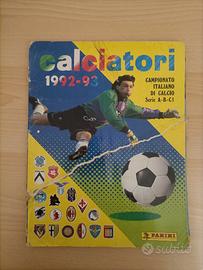 calciatori
1992-93
CAMPIONATO
ITALIANO
DI CALCIO
Serie A-B-C1
PANINI
subito